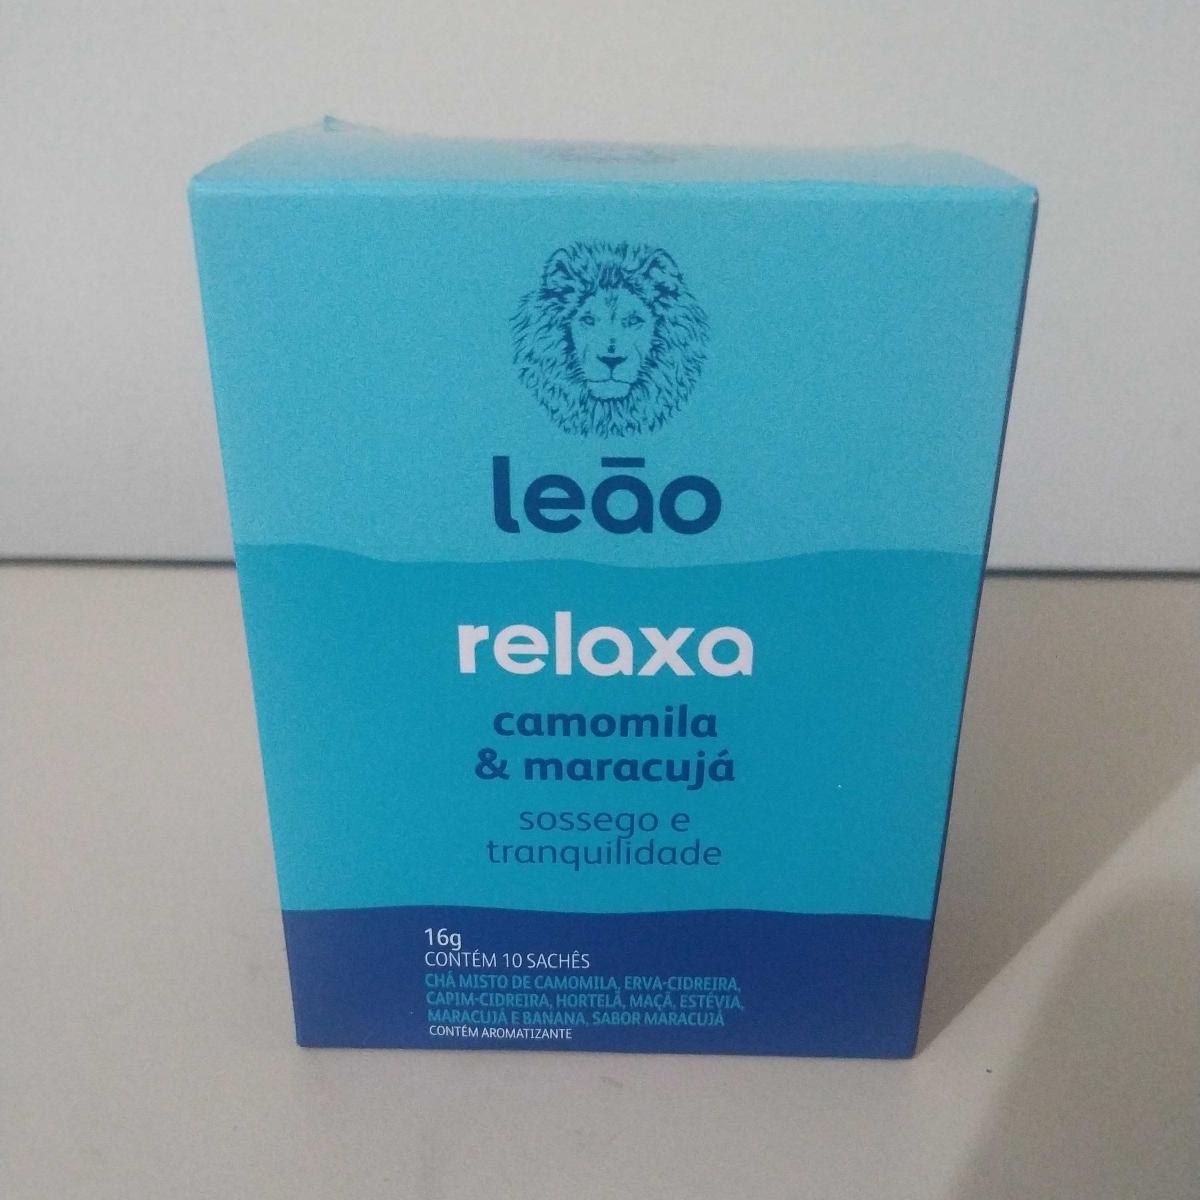 leão
relaxa
camomila
& maracujá
sossego e
tranquilidade
16g
CONTÉM 10 SACHÊS
CHÁ MISTO DE CAMOMILA, ERVA-CIDREIRA,
CAPIM-CIDREIRA, HORTELÃ, MAÇÃ, ESTÉVIA,
MARACUJÁ E BANANA, SABOR MARACUJÁ
CONTÉM AROMATIZANTE